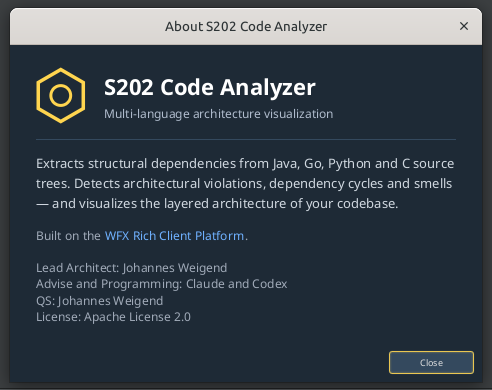 About S202 Code Analyzer
S202 Code Analyzer
Multi-language architecture visualization
Extracts structural dependencies from Java, Go, Python and C source
trees. Detects architectural violations, dependency cycles and smells
— and visualizes the layered architecture of your codebase.
Built on the WFX Rich Client Platform.
Lead Architect: Johannes Weigend
Advise and Programming: Claude and Codex
QS: Johannes Weigend
License: Apache License 2.0
Close